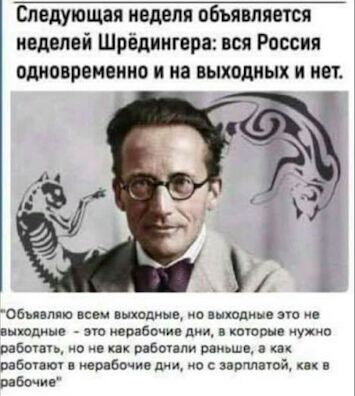 Следующая неделя объявляется
неделей Шрёдингера: вся Россия
одновременно и на выходных и нет.
"Объявляю всем выходные, но выходные это не
выходные - это нерабочие дни, в которые нужно
работать, но не как работали раньше, а как
работают в нерабочие дни, но с зарплатой, как в
рабочие"